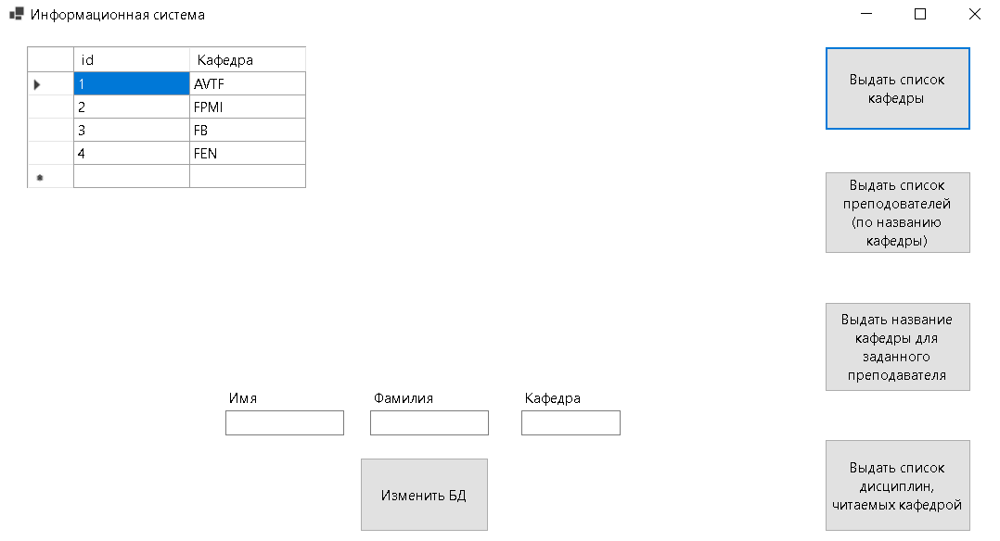 Информационная система
id Кафедра
1 AVTF
2 FPMI
3 FB
4 FEN
Выдать список
кафедры
Выдать список
преподователей
(по названию
кафедры)
Выдать название
кафедры для
заданного
преподавателя
Имя Фамилия Кафедра
Изменить БД
Выдать список
дисциплин,
читаемых кафедрой